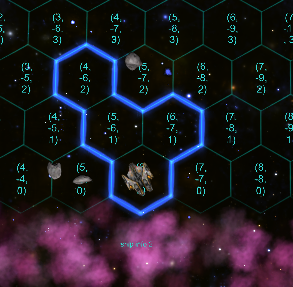 (3, (4, (5, (6, (7,
-6, -7, -8, -9,
3) 3) 3) 3)
(3, (4, (5, (6, (7,
-5, -6, -7, -8, -9,
2) 2) 2) 2) 2)
(4, (5, (6, (7, (8,
-5, -6, -7, -8, -9,
1) 1) 1) 1) 1)
(4, (5, (7, (8,
-4, -7, -8,
0) 0) 0) 0)